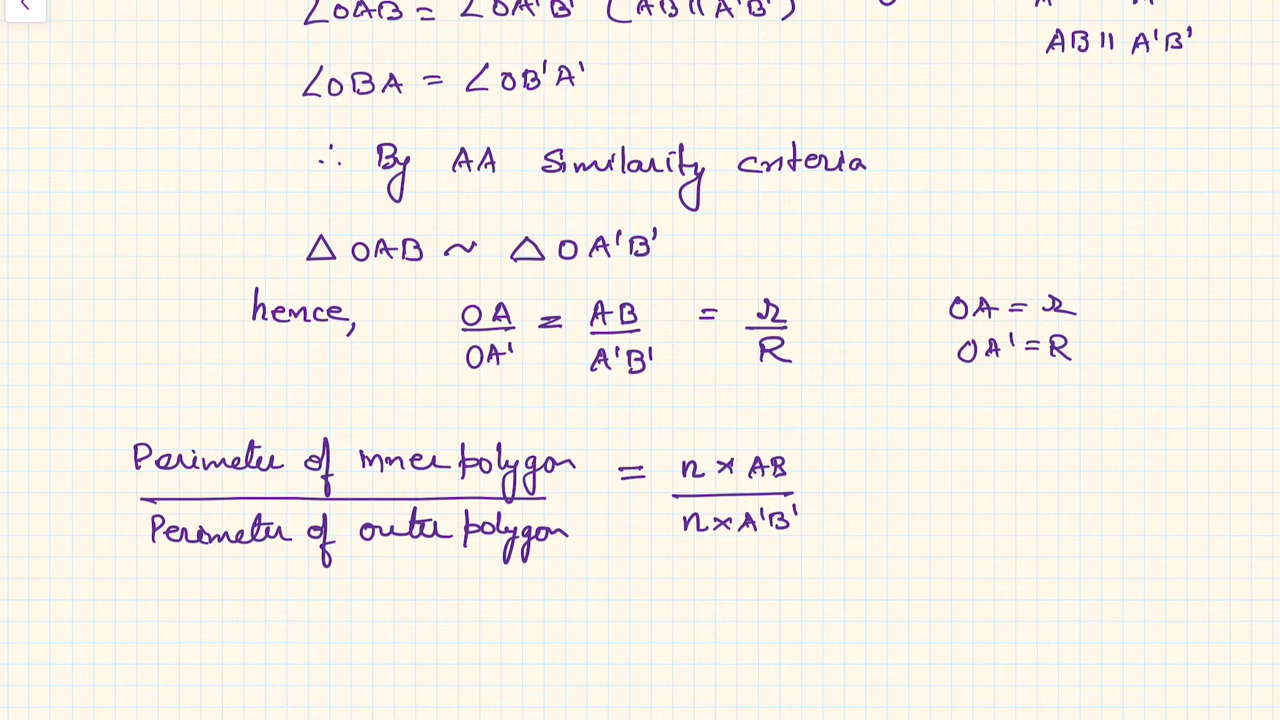 ∠OAB = ∠OA'B' (AB || A'B')
AB || A'B'
∠OBA = ∠OB'A'
∴ By AA Similarity criteria
△ OAB ~ △ OA'B'
hence, OA/OA' = AB/A'B' = r/R
OA = r
OA' = R
Perimeter of inner polygon / Perimeter of outer polygon = n × AB / n × A'B'